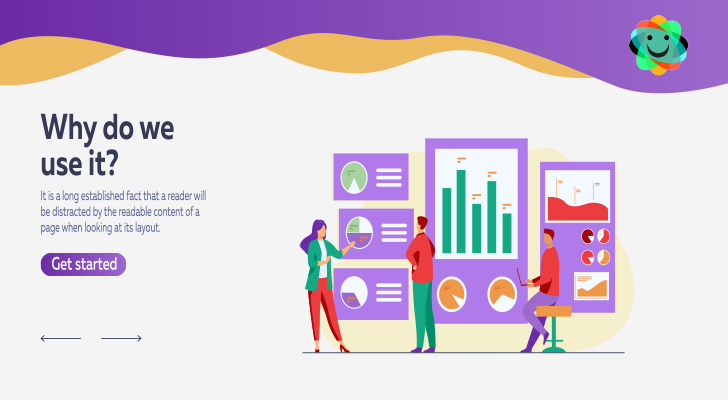 Why do we
use it?
It is a long established fact that a reader will
be distracted by the readable content of a
page when looking at its layout.
Get started